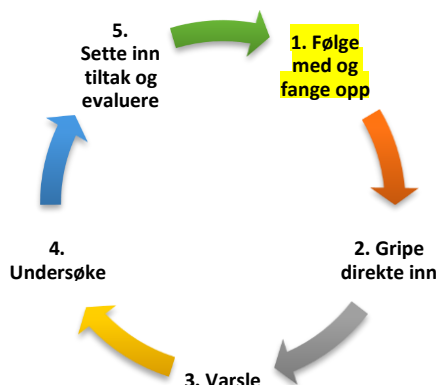 1. Følge
med og
fange opp
2. Gripe
direkte inn
3. Varsle
4.
Undersøke
5.
Sette inn
tiltak og
evaluere